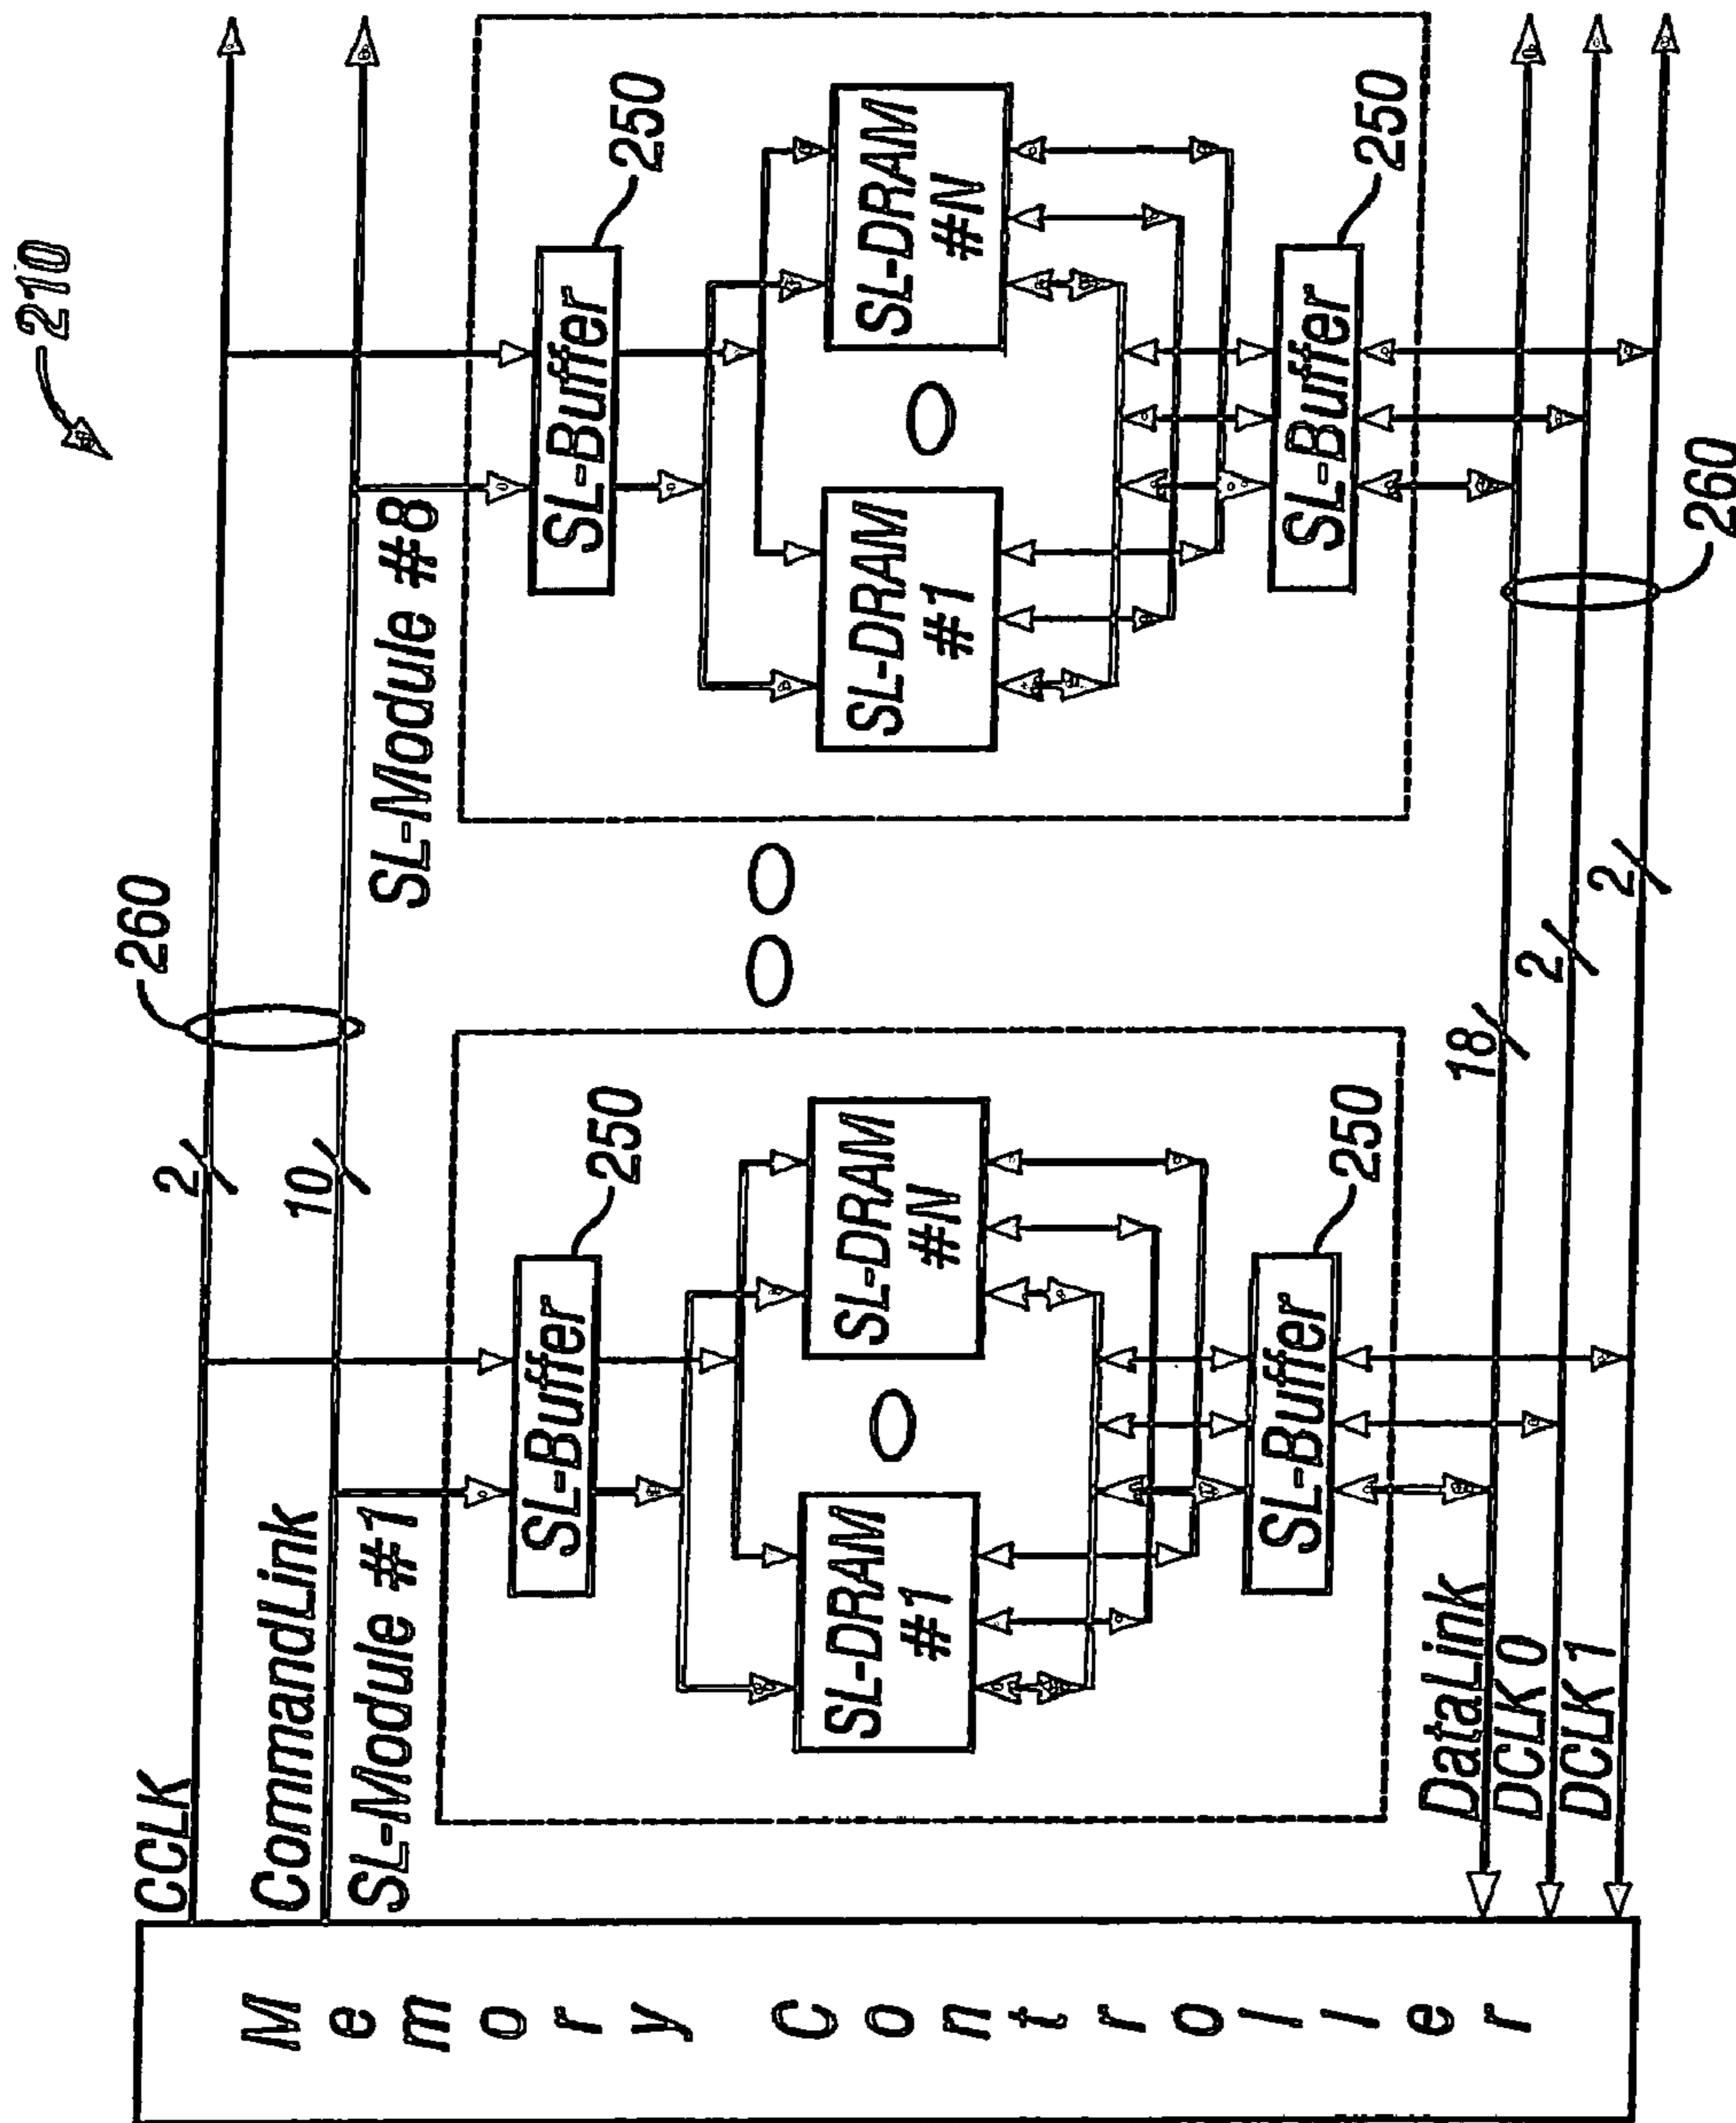 210
CCLK
2
260
CommandLink
10
SL-Module #1
SL-Module #8
SL-Buffer
250
SL-Buffer
250
SL-DRAM
#1
SL-DRAM
#N
SL-DRAM
#1
SL-DRAM
#N
SL-Buffer
250
SL-Buffer
250
DataLink
18
DCLK 0
2
DCLK 1
2
260
Memory Controller